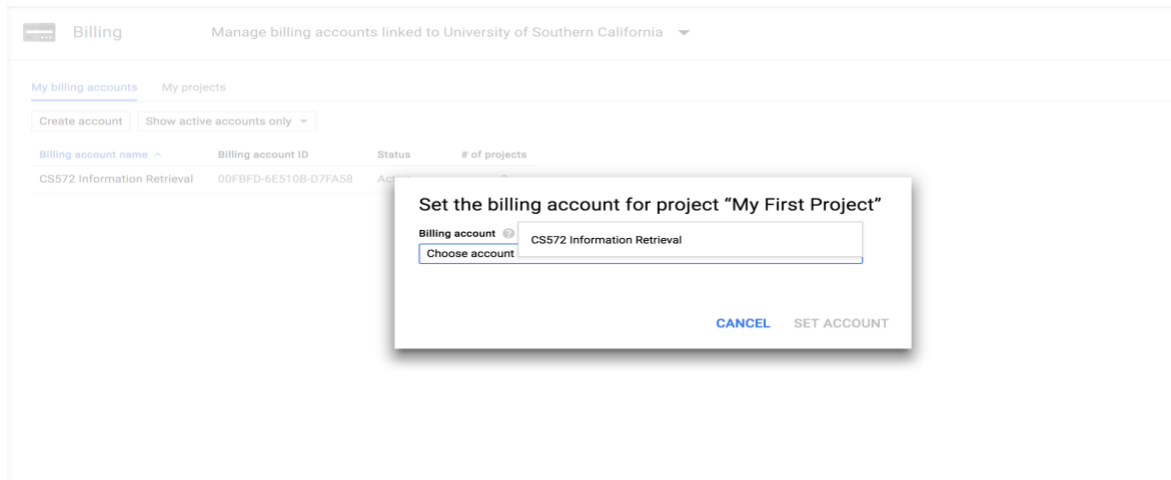 Billing
Manage billing accounts linked to University of Southern California
My billing accounts My projects
Create account Show active accounts only
Billing account name Billing account ID Status # of projects
CS572 Information Retrieval 00FBFD-6E510B-D7FA58
Set the billing account for project “My First Project”
Billing account
CS572 Information Retrieval
Choose account
CANCEL SET ACCOUNT